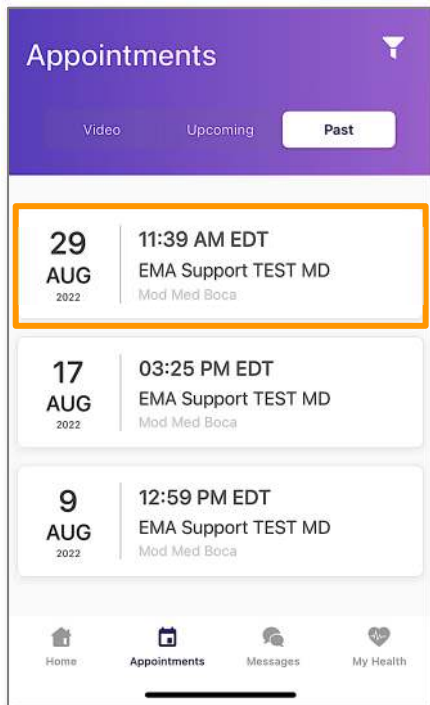 Appointments
Video Upcoming Past
29 11:39 AM EDT
AUG EMA Support TEST MD
2022 Mod Med Boca
17 03:25 PM EDT
AUG EMA Support TEST MD
2022 Mod Med Boca
9 12:59 PM EDT
AUG EMA Support TEST MD
2022 Mod Med Boca
Home Appointments Messages My Health